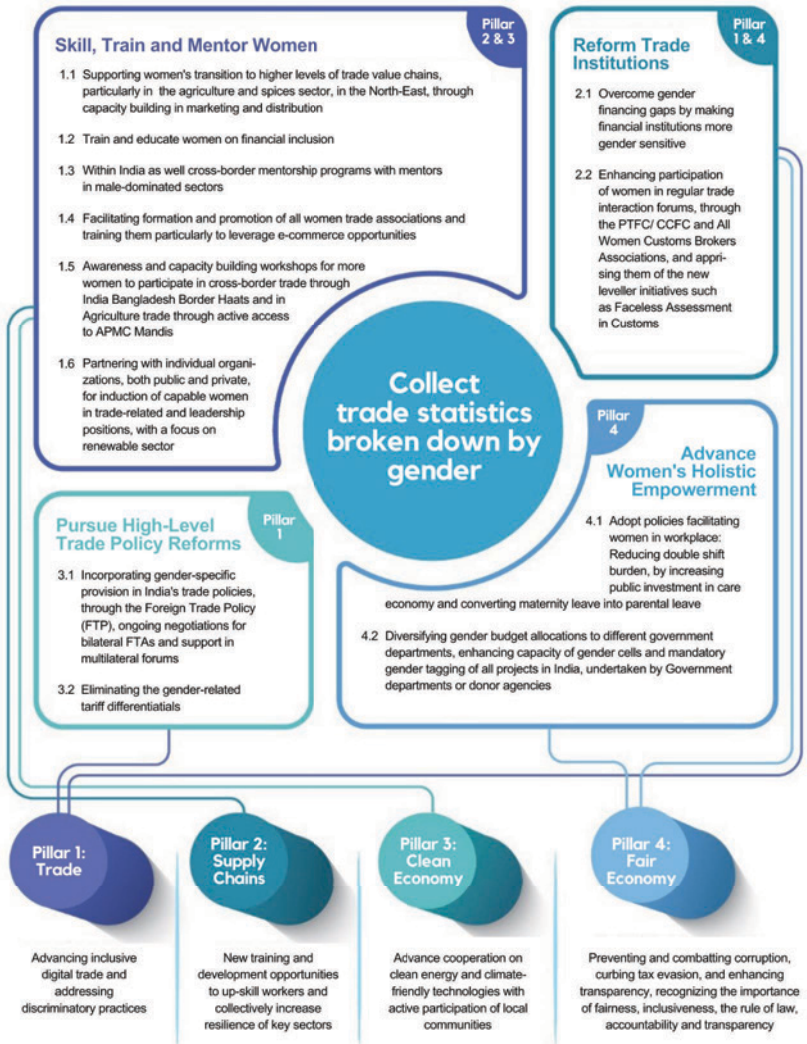 Pillar
2 & 3
Skill, Train and Mentor Women
1.1 Supporting women's transition to higher levels of trade value chains,
particularly in the agriculture and spices sector, in the North-East, through
capacity building in marketing and distribution
1.2 Train and educate women on financial inclusion
1.3 Within India as well cross-border mentorship programs with mentors
in male-dominated sectors
1.4 Facilitating formation and promotion of all women trade associations and
training them particularly to leverage e-commerce opportunities
1.5 Awareness and capacity building workshops for more
women to participate in cross-border trade through
India Bangladesh Border Haats and in
Agriculture trade through active access
to APMC Mandis
1.6 Partnering with individual organi-
zations, both public and private,
for induction of capable women
in trade-related and leadership
positions, with a focus on
renewable sector
Pillar
1 & 4
Reform Trade
Institutions
2.1 Overcome gender
financing gaps by making
financial institutions more
gender sensitive
2.2 Enhancing participation
of women in regular trade
interaction forums, through
the PTFC/ CCFC and All
Women Customs Brokers
Associations, and appri-
sing them of the new
leveller initiatives such
as Faceless Assessment
in Customs
Collect
trade statistics
broken down by
gender
Pillar
1
Pursue High-Level
Trade Policy Reforms
3.1 Incorporating gender-specific
provision in India's trade policies,
through the Foreign Trade Policy
(FTP), ongoing negotiations for
bilateral FTAs and support in
multilateral forums
3.2 Eliminating the gender-related
tariff differentiatials
Pillar
4
Advance
Women's Holistic
Empowerment
4.1 Adopt policies facilitating
women in workplace:
Reducing double shift
burden, by increasing
public investment in care
economy and converting maternity leave into parental leave
4.2 Diversifying gender budget allocations to different government
departments, enhancing capacity of gender cells and mandatory
gender tagging of all projects in India, undertaken by Government
departments or donor agencies
Pillar 1:
Trade
Advancing inclusive
digital trade and
addressing
discriminatory practices
Pillar 2:
Supply
Chains
New training and
development opportunities
to up-skill workers and
collectively increase
resilience of key sectors
Pillar 3:
Clean
Economy
Advance cooperation on
clean energy and climate-
friendly technologies with
active participation of local
communities
Pillar 4:
Fair
Economy
Preventing and combatting corruption,
curbing tax evasion, and enhancing
transparency, recognizing the importance
of fairness, inclusiveness, the rule of law,
accountability and transparency